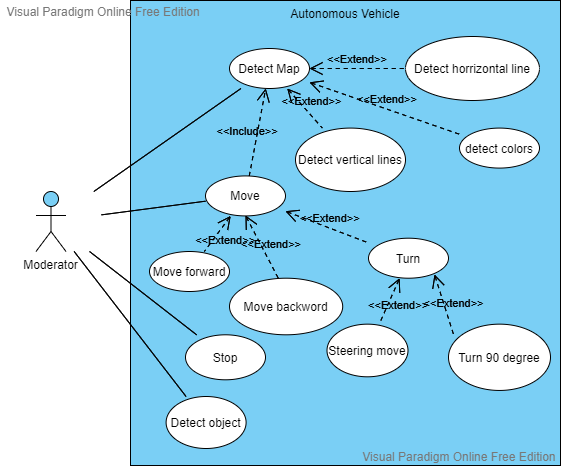 Visual Paradigm Online Free Edition
Autonomous Vehicle
Detect Map
<<Extend>>
Detect horrizontal line
<<Extend>>
<<Extend>>
<<Include>>
detect colors
Detect vertical lines
Move
<<Extend>>
<<Extend>>
<<Extend>>
Turn
Moderator
Move forward
Move backword
<<Extend>>
<<Extend>>
Stop
Steering move
Turn 90 degree
Detect object
Visual Paradigm Online Free Edition